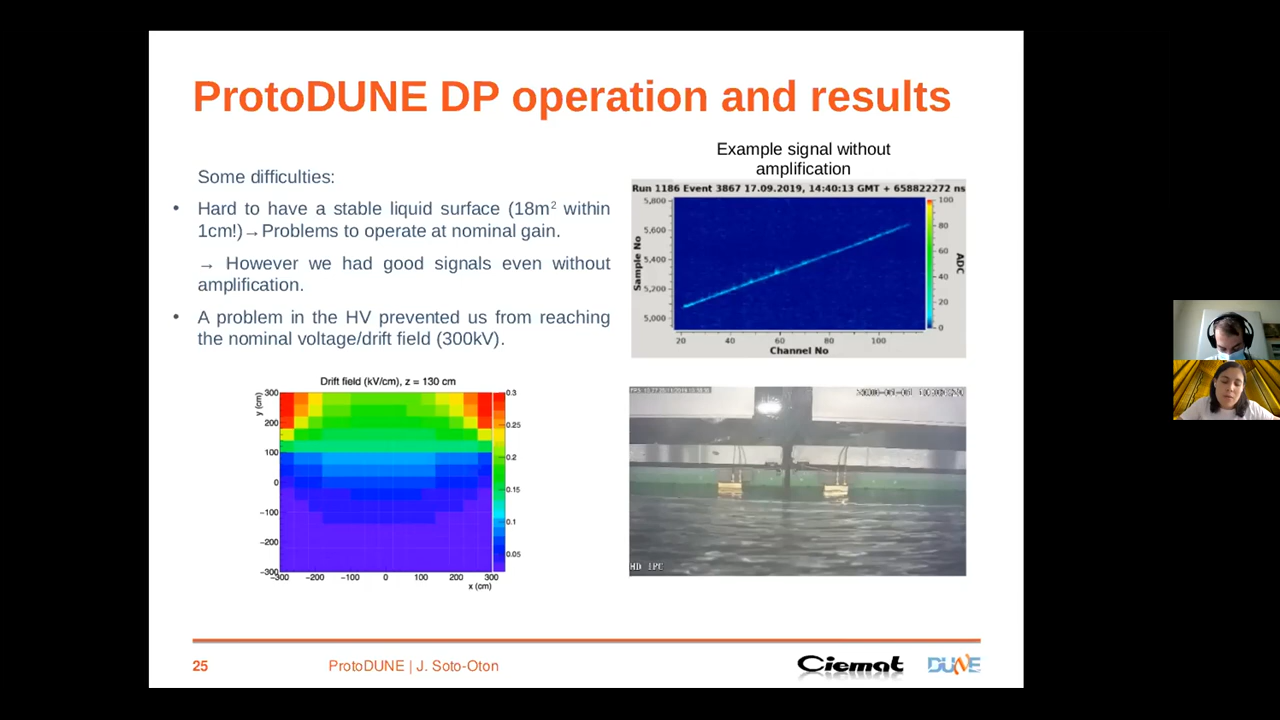 ProtoDUNE DP operation and results
Some difficulties:
• Hard to have a stable liquid surface (18m² within
1cm!)→Problems to operate at nominal gain.
→ However we had good signals even without
amplification.
• A problem in the HV prevented us from reaching
the nominal voltage/drift field (300kV).
Example signal without
amplification
Run 1186 Event 3867 17.09.2019, 14:40:13 GMT + 658822272 ns
Sample No
5,800
5,600
5,400
5,200
5,000
20 40 60 80 100
Channel No
100
80
60
40
20
0
ADC
Drift field (kV/cm), z = 130 cm
y (cm)
300
200
100
0
−100
−200
−300
−300 −200 −100 0 100 200 300
x (cm)
0.3
0.25
0.2
0.15
0.1
0.05
HD IPC
25
ProtoDUNE | J. Soto-Oton
Ciemat
DUNE